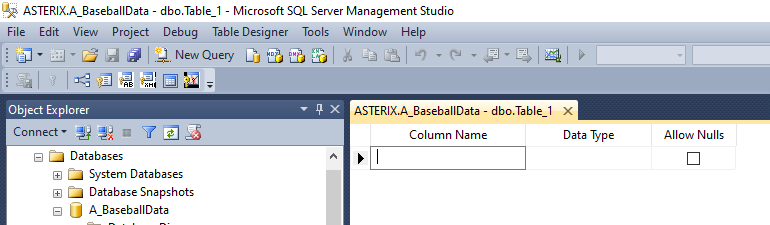 ASTERIX.A_BaseballData - dbo.Table_1 - Microsoft SQL Server Management Studio
File Edit View Project Debug Table Designer Tools Window Community Help
New Query
Object Explorer
Connect
Databases
System Databases
Database Snapshots
A_BaseballData
ASTERIX.A_BaseballData - dbo.Table_1
Column Name Data Type Allow Nulls